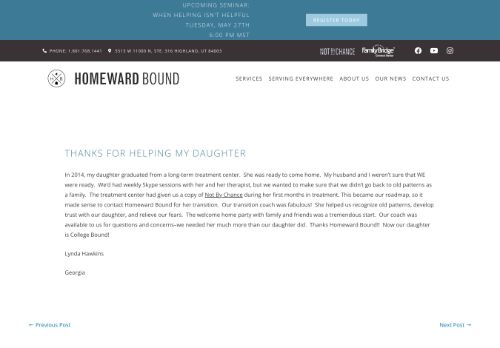 UPCOMING SEMINAR:
WHEN HELPING ISN'T HELPFUL
TUESDAY, MAY 27TH
6:00 PM MST
REGISTER TODAY
PHONE: 1.801.768.1441
5313 W 11000 N, STE. 316 HIGHLAND, UT 84003
NOT BY CHANCE
FamilyBridge
HOMEWARD BOUND
SERVICES SERVING EVERYWHERE ABOUT US OUR NEWS CONTACT US
THANKS FOR HELPING MY DAUGHTER
In 2014, my daughter graduated from a long-term treatment center. She was ready to come home. My husband and I weren't sure that WE
were ready. We'd had weekly Skype sessions with her and her therapist, but we wanted to make sure that we didn't go back to old patterns as
a family. The treatment center had given us a copy of Not By Chance during her first months in treatment. This became our roadmap, so it
made sense to contact Homeward Bound for her transition. Our transition coach was fabulous!! She helped us recognize old patterns, develop
trust with our daughter, and relieve our fears. The welcome home party with family and friends was a tremendous start. Our coach was
available to us for questions and concerns–we needed her much more than our daughter did. Thanks Homeward Bound!! Now our daughter
is College Bound!
Lynda Hawkins
Georgia
← Previous Post
Next Post →